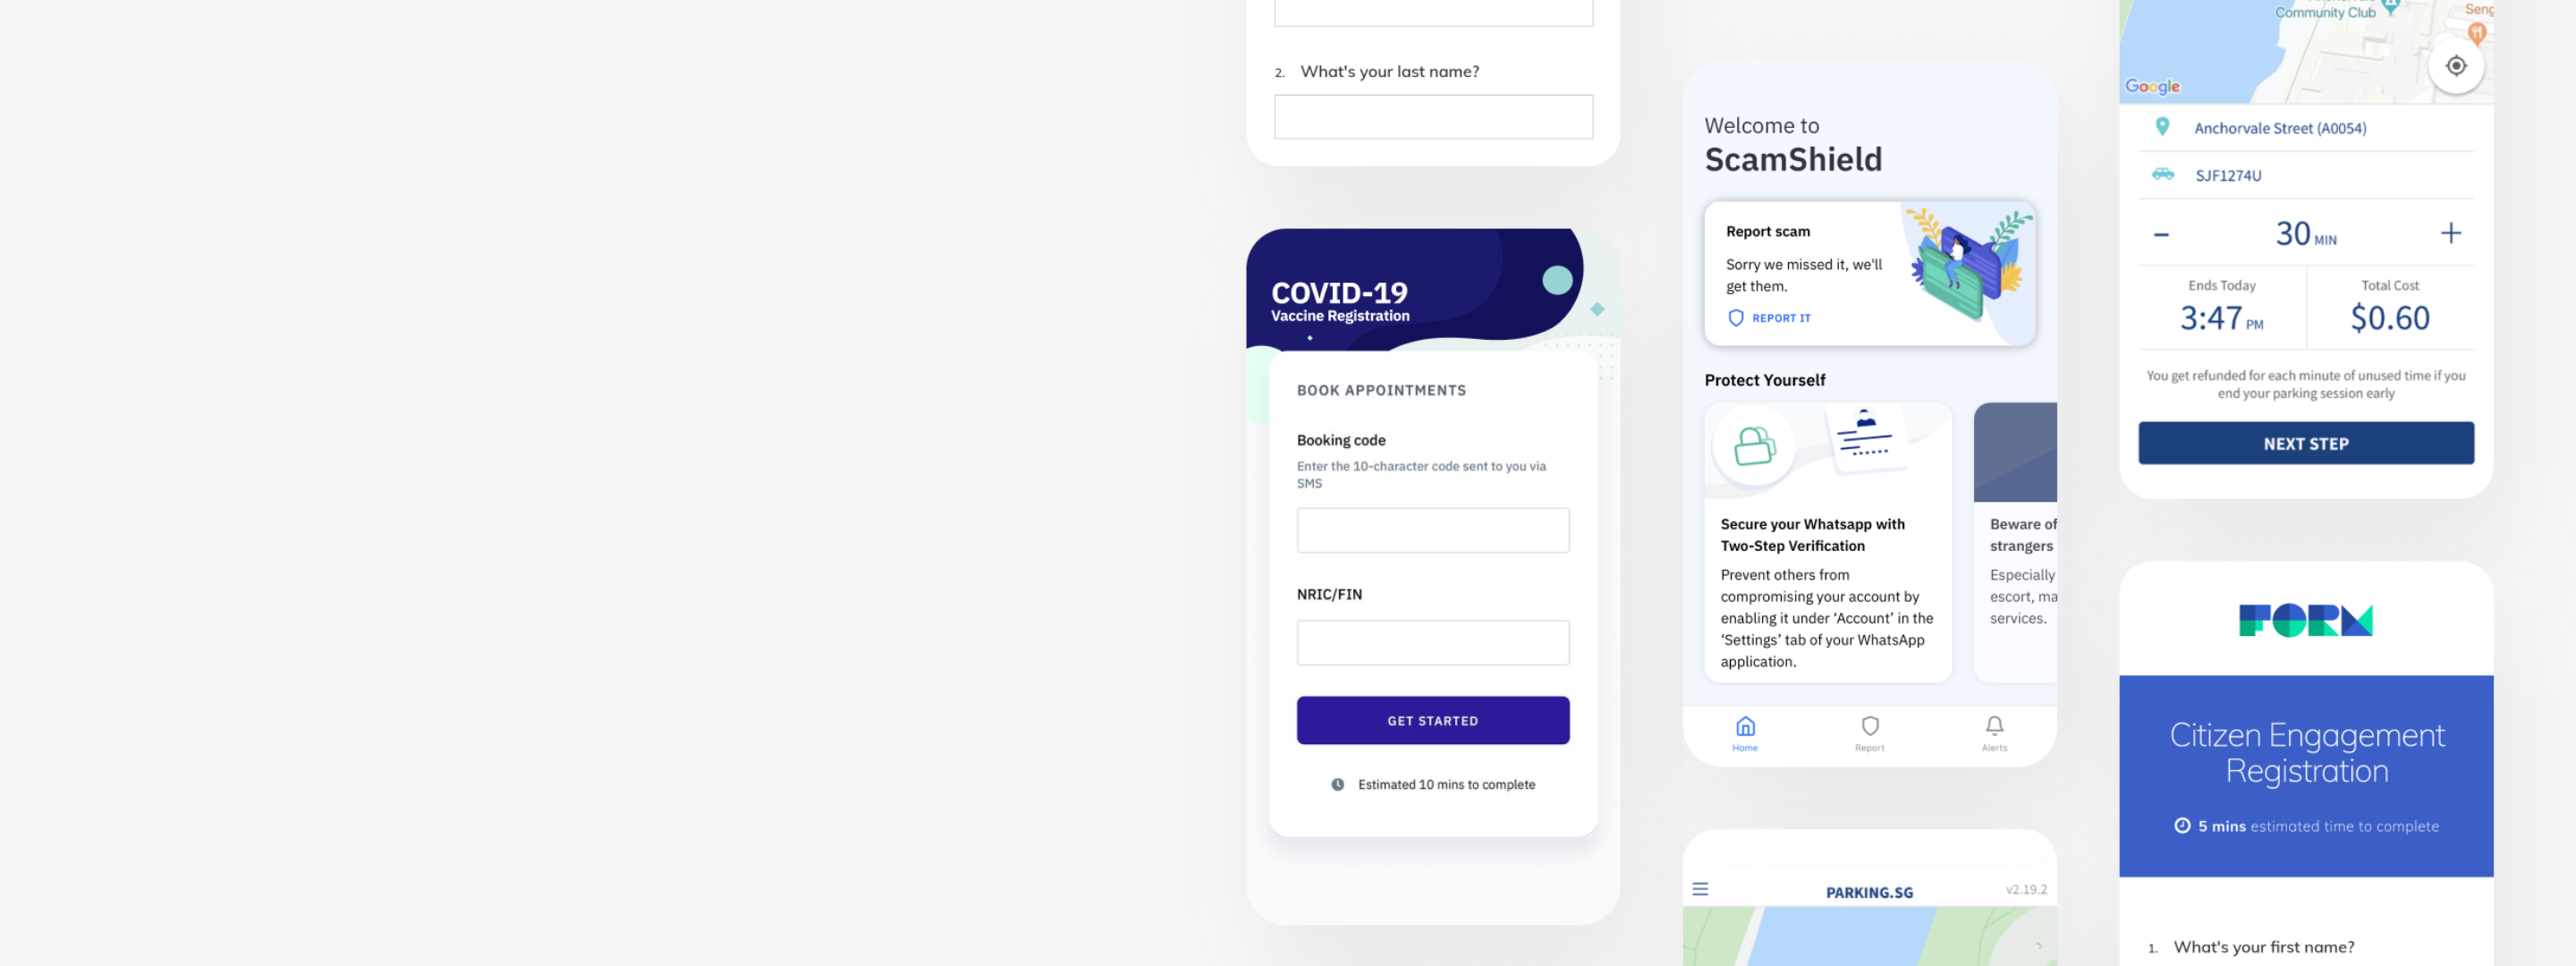 2. What's your last name?
COVID-19
Vaccine Registration
BOOK APPOINTMENTS
Booking code
Enter the 10-character code sent to you via
SMS
NRIC/FIN
GET STARTED
Estimated 10 mins to complete
Welcome to
ScamShield
Report scam
Sorry we missed it, we'll
get them.
REPORT IT
Protect Yourself
Secure your Whatsapp with
Two-Step Verification
Prevent others from
compromising your account by
enabling it under ‘Account’ in the
‘Settings’ tab of your WhatsApp
application.
Beware of
strangers
Especially
escort, ma
services.
Home
Report
Alerts
PARKING.SG
v2.19.2
Community Club
Seng
Google
Anchorvale Street (A0054)
SJF1274U
- 30 MIN +
Ends Today
3:47 PM
Total Cost
$0.60
You get refunded for each minute of unused time if you
end your parking session early
NEXT STEP
FORM
Citizen Engagement
Registration
5 mins estimated time to complete
1. What's your first name?